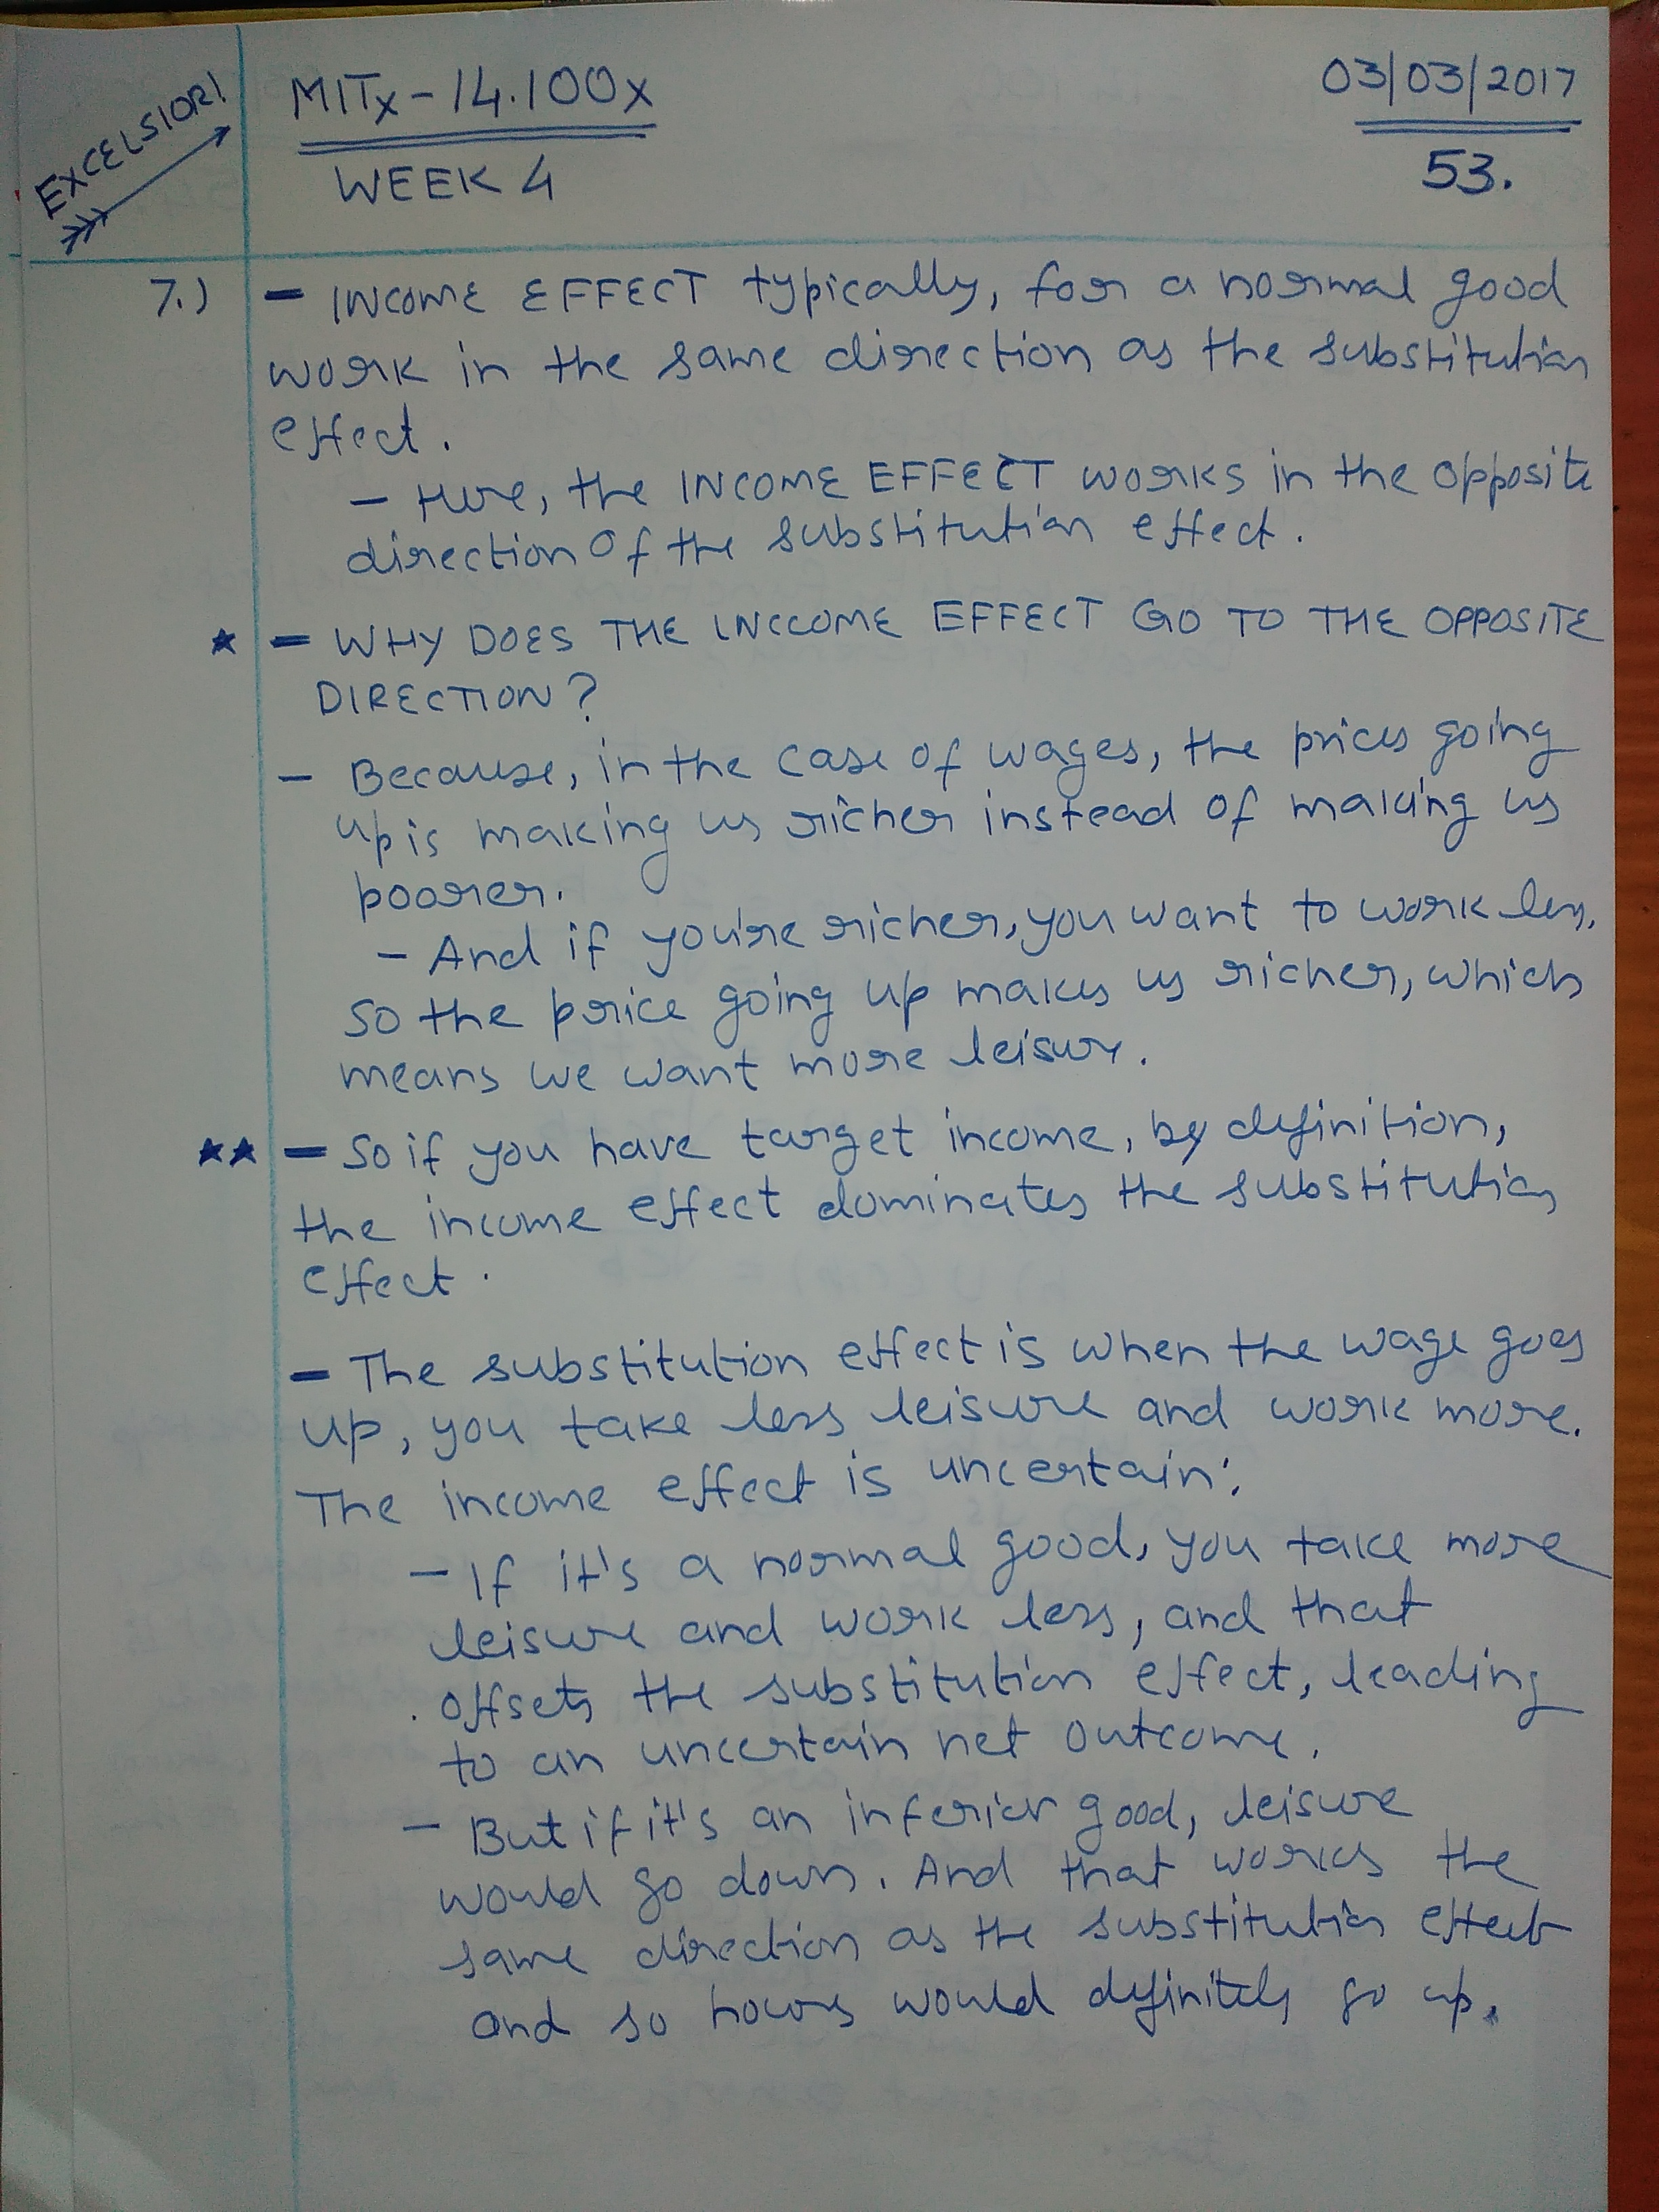 EXCELSIOR!
MITx - 14.100x
WEEK 4
03/03/2017
53.
7.) - INCOME EFFECT typically, for a normal good
work in the same direction as the substitution
effect.
- Here, the INCOME EFFECT works in the opposite
direction of the substitution effect.
★ - WHY DOES THE INCCOME EFFECT GO TO THE OPPOSITE
DIRECTION?
- Because, in the case of wages, the prices going
up is making us richer instead of making us
poorer.
- And if you're richer, you want to work less,
so the price going up makes us richer, which
means we want more leisure.
★★ - So if you have target income, by definition,
the income effect dominates the substitution
effect.
- The substitution effect is when the wage goes
up, you take less leisure and work more.
The income effect is uncertain:
- If it's a normal good, you take more
leisure and work less, and that
offsets the substitution effect, leading
to an uncertain net outcome.
- But if it's an inferior good, leisure
would go down. And that works the
same direction as the substitution effect
and so hours would definitely go up.